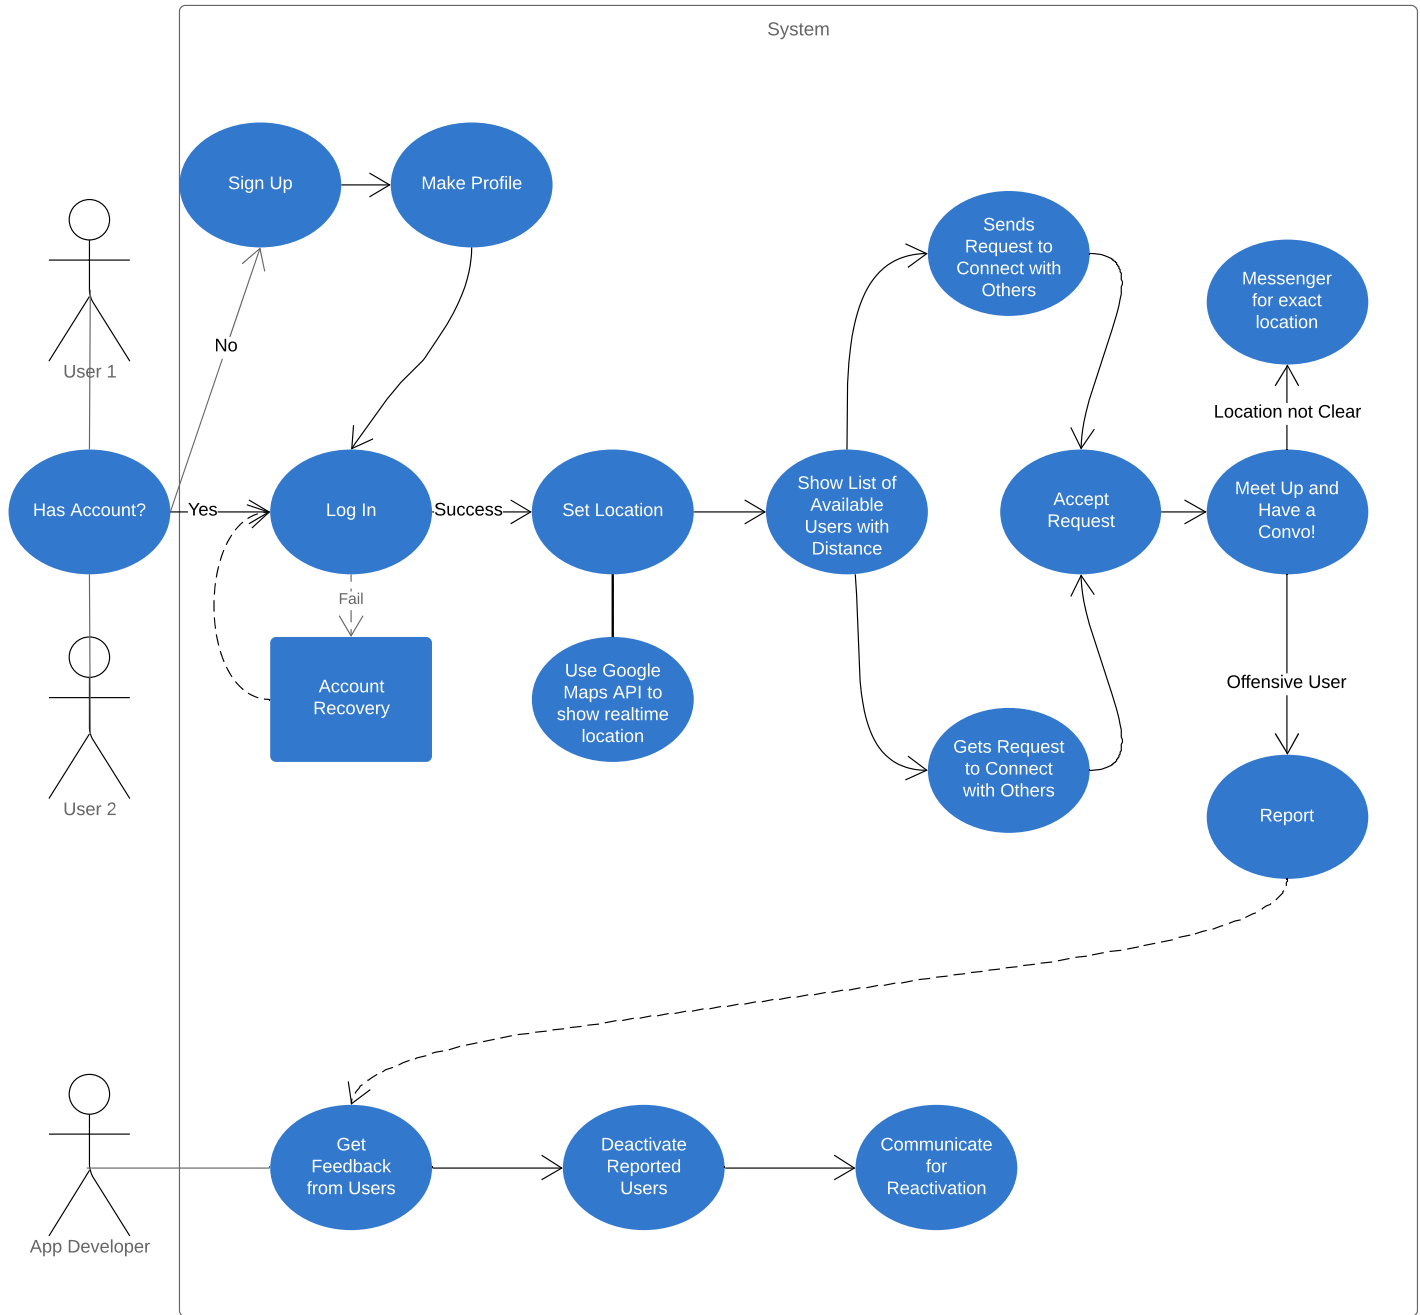 System
Sign Up
Make Profile
Sends
Request to
Connect with
Others
Messenger
for exact
location
No
User 1
Location not Clear
Has Account?
Yes
Log In
Success
Set Location
Show List of
Available
Users with
Distance
Accept
Request
Meet Up and
Have a
Convo!
Fail
Account
Recovery
Use Google
Maps API to
show realtime
location
Gets Request
to Connect
with Others
Offensive User
User 2
Report
Get
Feedback
from Users
Deactivate
Reported
Users
Communicate
for
Reactivation
App Developer